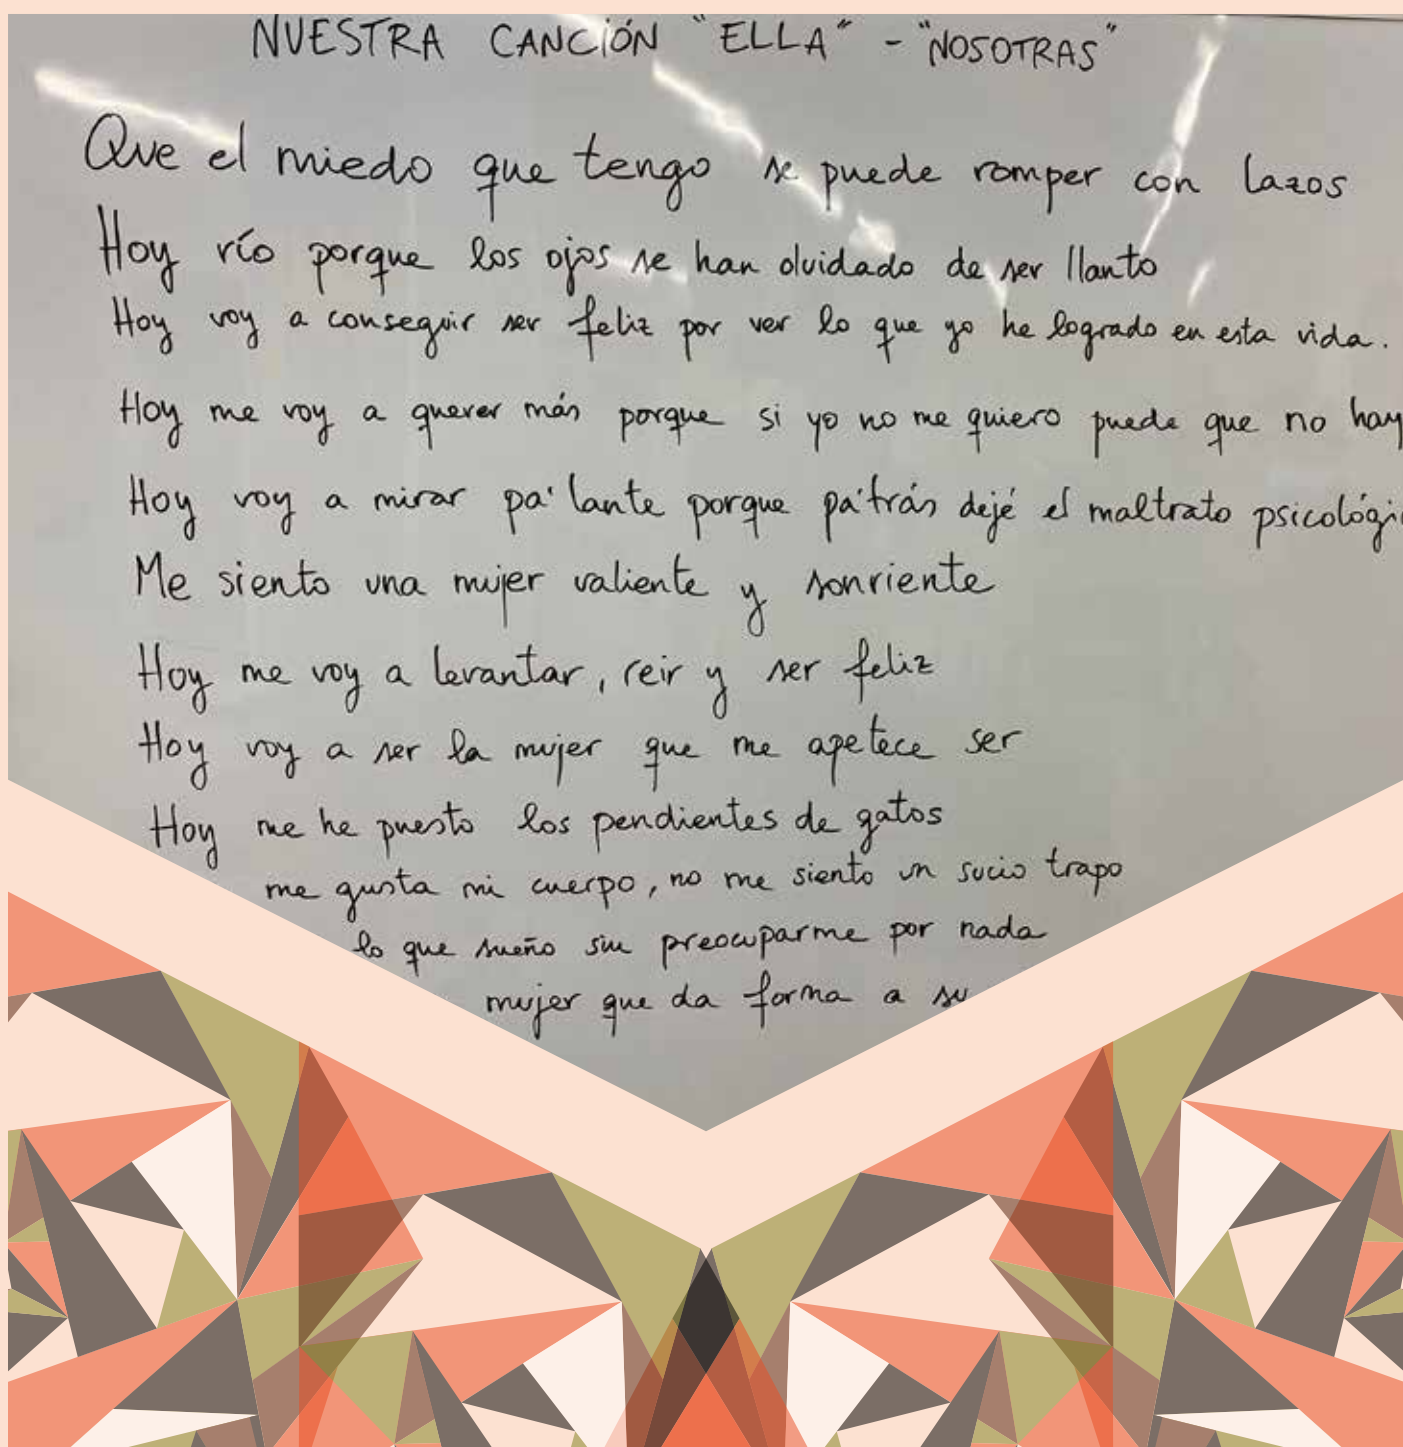 NUESTRA CANCIÓN "ELLA" - "NOSOTRAS"
Que el miedo que tengo se puede romper con lazos
Hoy río porque los ojos se han olvidado de ser llanto
Hoy voy a conseguir ser feliz por ver lo que yo he logrado en esta vida.
Hoy me voy a querer más porque si yo no me quiero puede que no hay
Hoy voy a mirar pa'lante porque pa'trás dejé el maltrato psicológi
Me siento una mujer valiente y sonriente
Hoy me voy a levantar, reir y ser feliz
Hoy voy a ser la mujer que me apetece ser
Hoy me he puesto los pendientes de gatos
me gusta mi cuerpo, no me siento un sucio trapo
lo que sueño sin preocuparme por nada
mujer que da forma a su